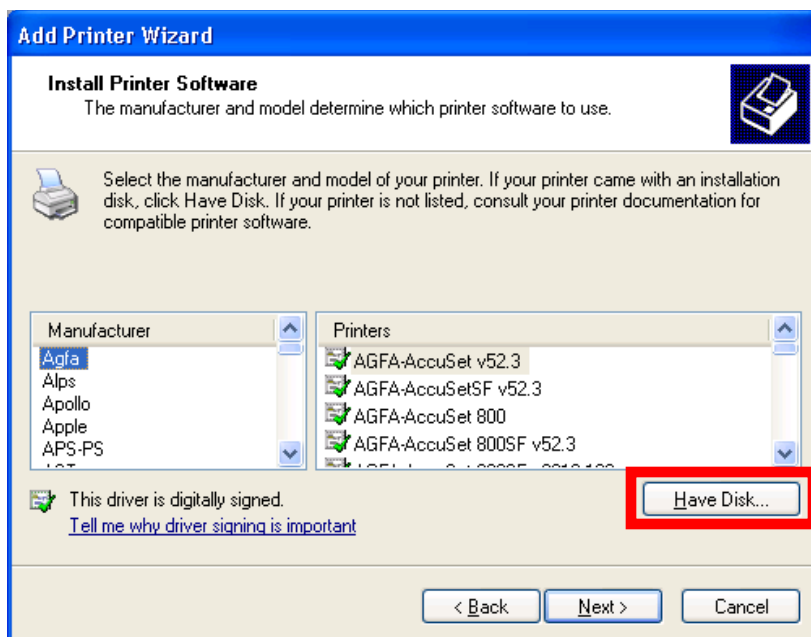 Add Printer Wizard
Install Printer Software
The manufacturer and model determine which printer software to use.
Select the manufacturer and model of your printer. If your printer came with an installation
disk, click Have Disk. If your printer is not listed, consult your printer documentation for
compatible printer software.
Manufacturer
Agfa
Alps
Apollo
Apple
APS-PS
Printers
AGFA-AccuSet v52.3
AGFA-AccuSetSF v52.3
AGFA-AccuSet 800
AGFA-AccuSet 800SF v52.3
This driver is digitally signed.
Tell me why driver signing is important
Have Disk...
< Back
Next >
Cancel